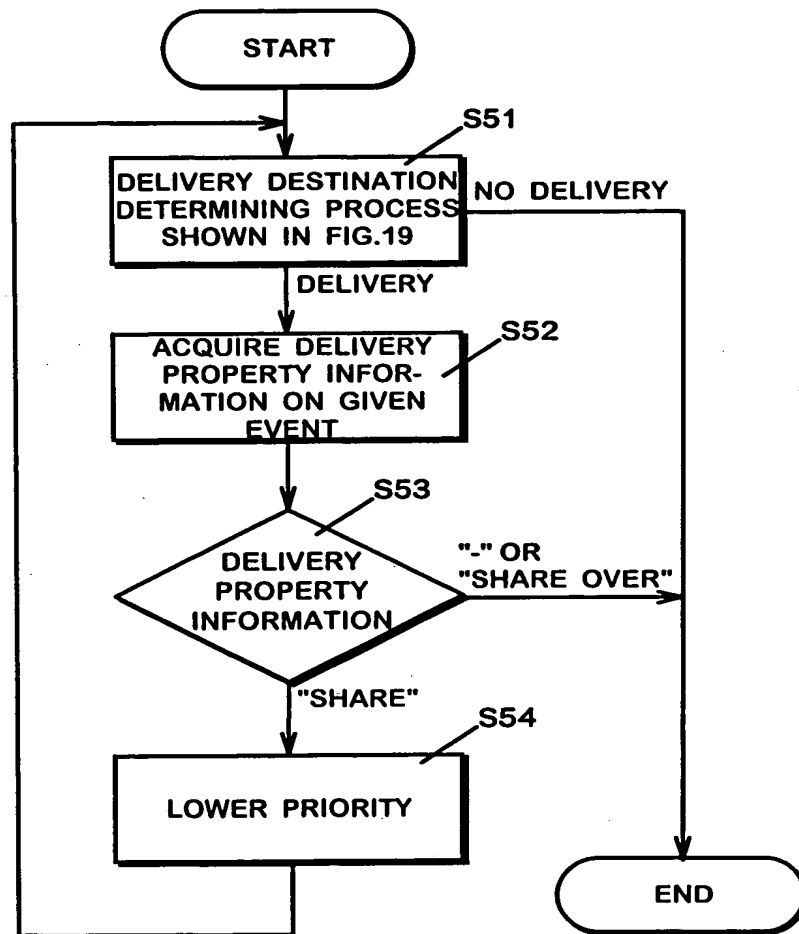 START
S51
DELIVERY DESTINATION
DETERMINING PROCESS
SHOWN IN FIG.19
NO DELIVERY
DELIVERY
S52
ACQUIRE DELIVERY
PROPERTY INFOR-
MATION ON GIVEN
EVENT
S53
DELIVERY
PROPERTY
INFORMATION
"-" OR
"SHARE OVER"
"SHARE"
S54
LOWER PRIORITY
END